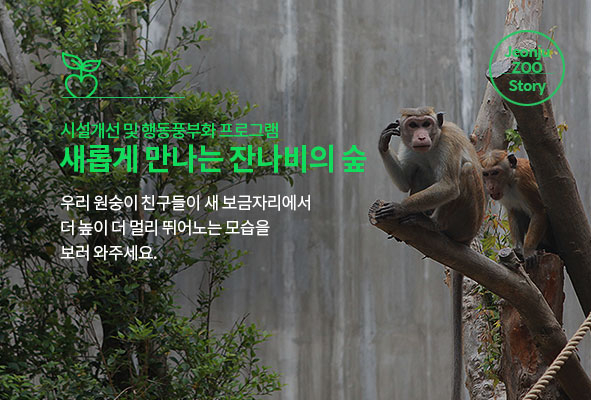 Jeonju
ZOO
Story
시설개선 및 행동풍부화 프로그램
새롭게 만나는 잔나비의 숲
우리 원숭이 친구들이 새 보금자리에서
더 높이 더 멀리 뛰어노는 모습을
보러 와주세요.